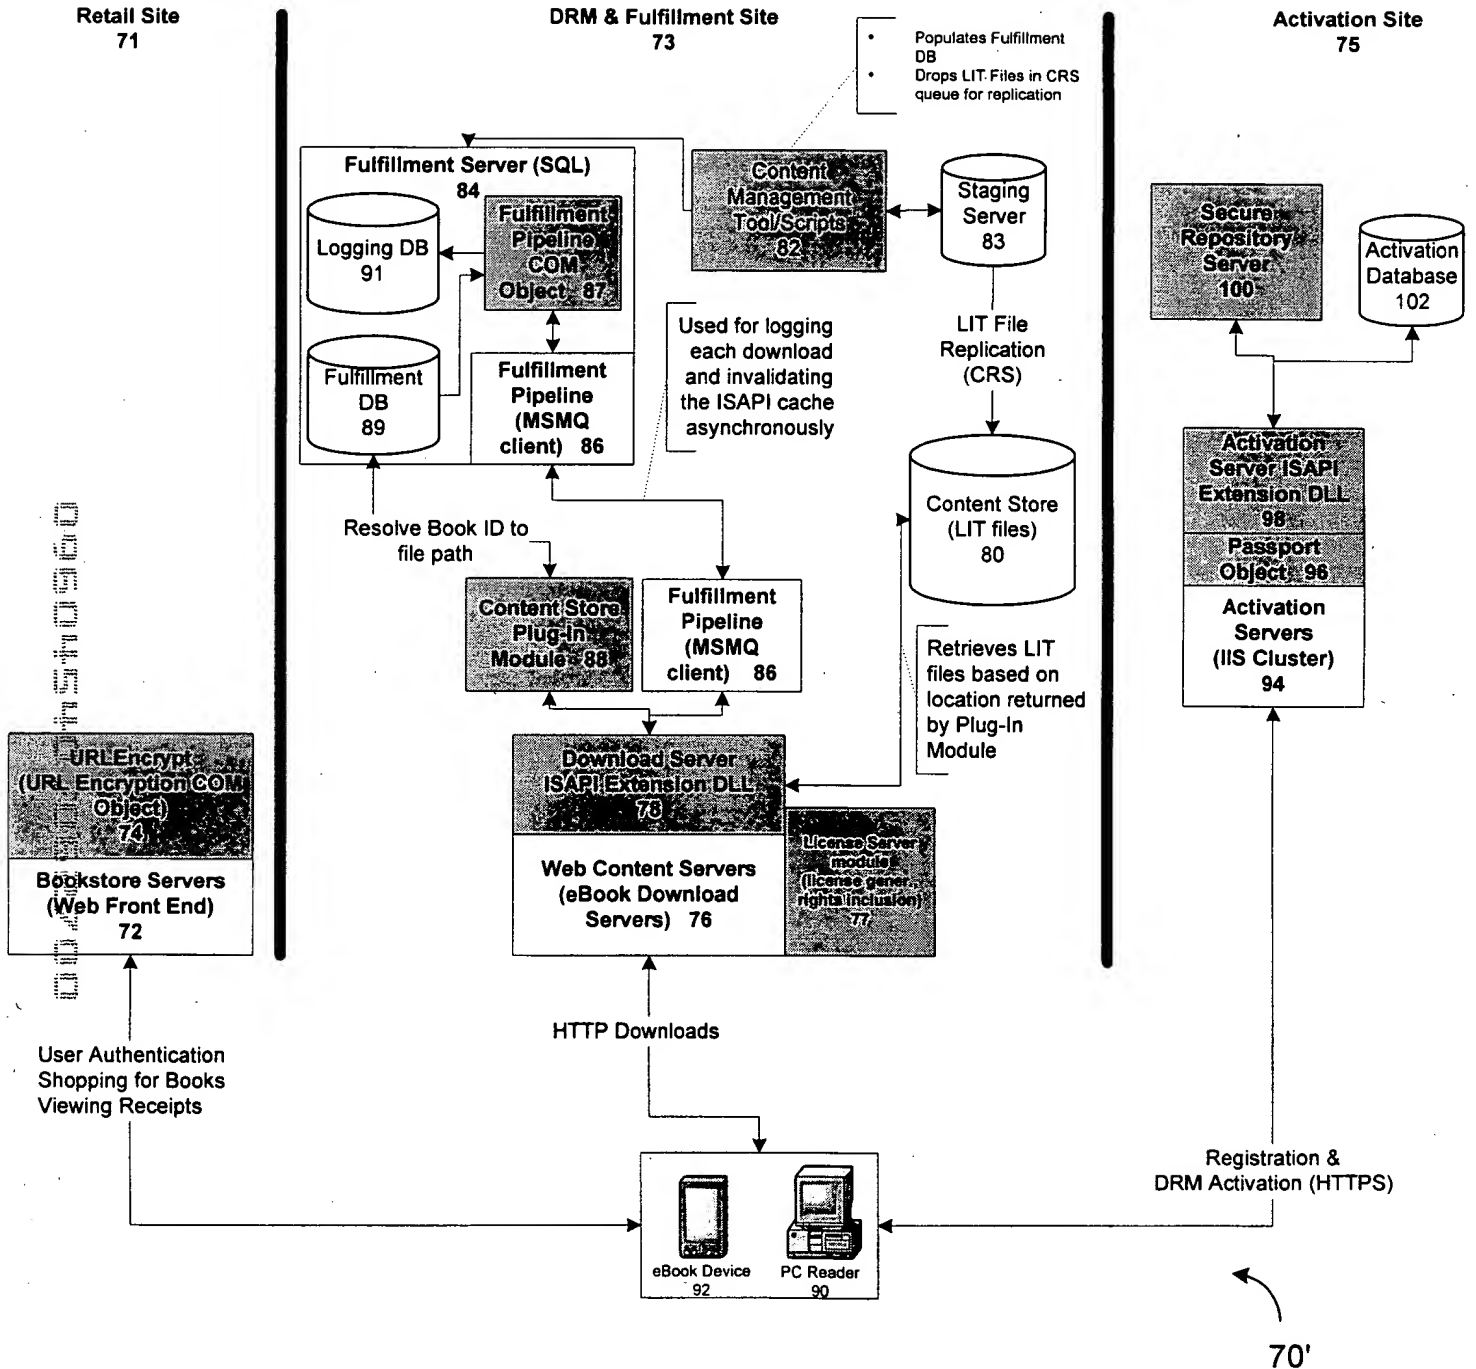 Retail Site
71
DRM & Fulfillment Site
73
Activation Site
75
• Populates Fulfillment
DB
• Drops LIT Files in CRS
queue for replication
Fulfillment Server (SQL)
84
Logging DB
91
Fulfillment
Pipeline
COM
Object 87
Fulfillment
DB
89
Fulfillment
Pipeline
(MSMQ
client) 86
Content
Management
Tool/Scripts
82
Staging
Server
83
Used for logging
each download
and invalidating
the ISAPI cache
asynchronously
LIT File
Replication
(CRS)
Content Store
(LIT files)
80
Resolve Book ID to
file path
Content Store
Plug-In
Module 88
Fulfillment
Pipeline
(MSMQ
client) 86
Retrieves LIT
files based on
location returned
by Plug-In
Module
Download Server
ISAPI Extension DLL
78
Web Content Servers
(eBook Download
Servers) 76
License Server
module
(license gener.,
rights inclusion)
77
Secure
Repository
Server
100
Activation
Database
102
Activation
Server ISAPI
Extension DLL
98
Passport
Object 96
Activation
Servers
(IIS Cluster)
94
URLEncrypt
(URL Encryption COM
Object)
74
Bookstore Servers
(Web Front End)
72
User Authentication
Shopping for Books
Viewing Receipts
HTTP Downloads
Registration &
DRM Activation (HTTPS)
eBook Device
92
PC Reader
90
70'